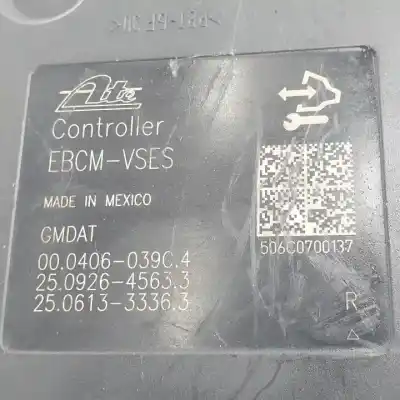 Ate
Controller
EBCM-VSES
MADE IN MEXICO
GMDAT
00.0406-039C.4
25.0926-4563.3
25.0613-3336.3
506C0700137
R